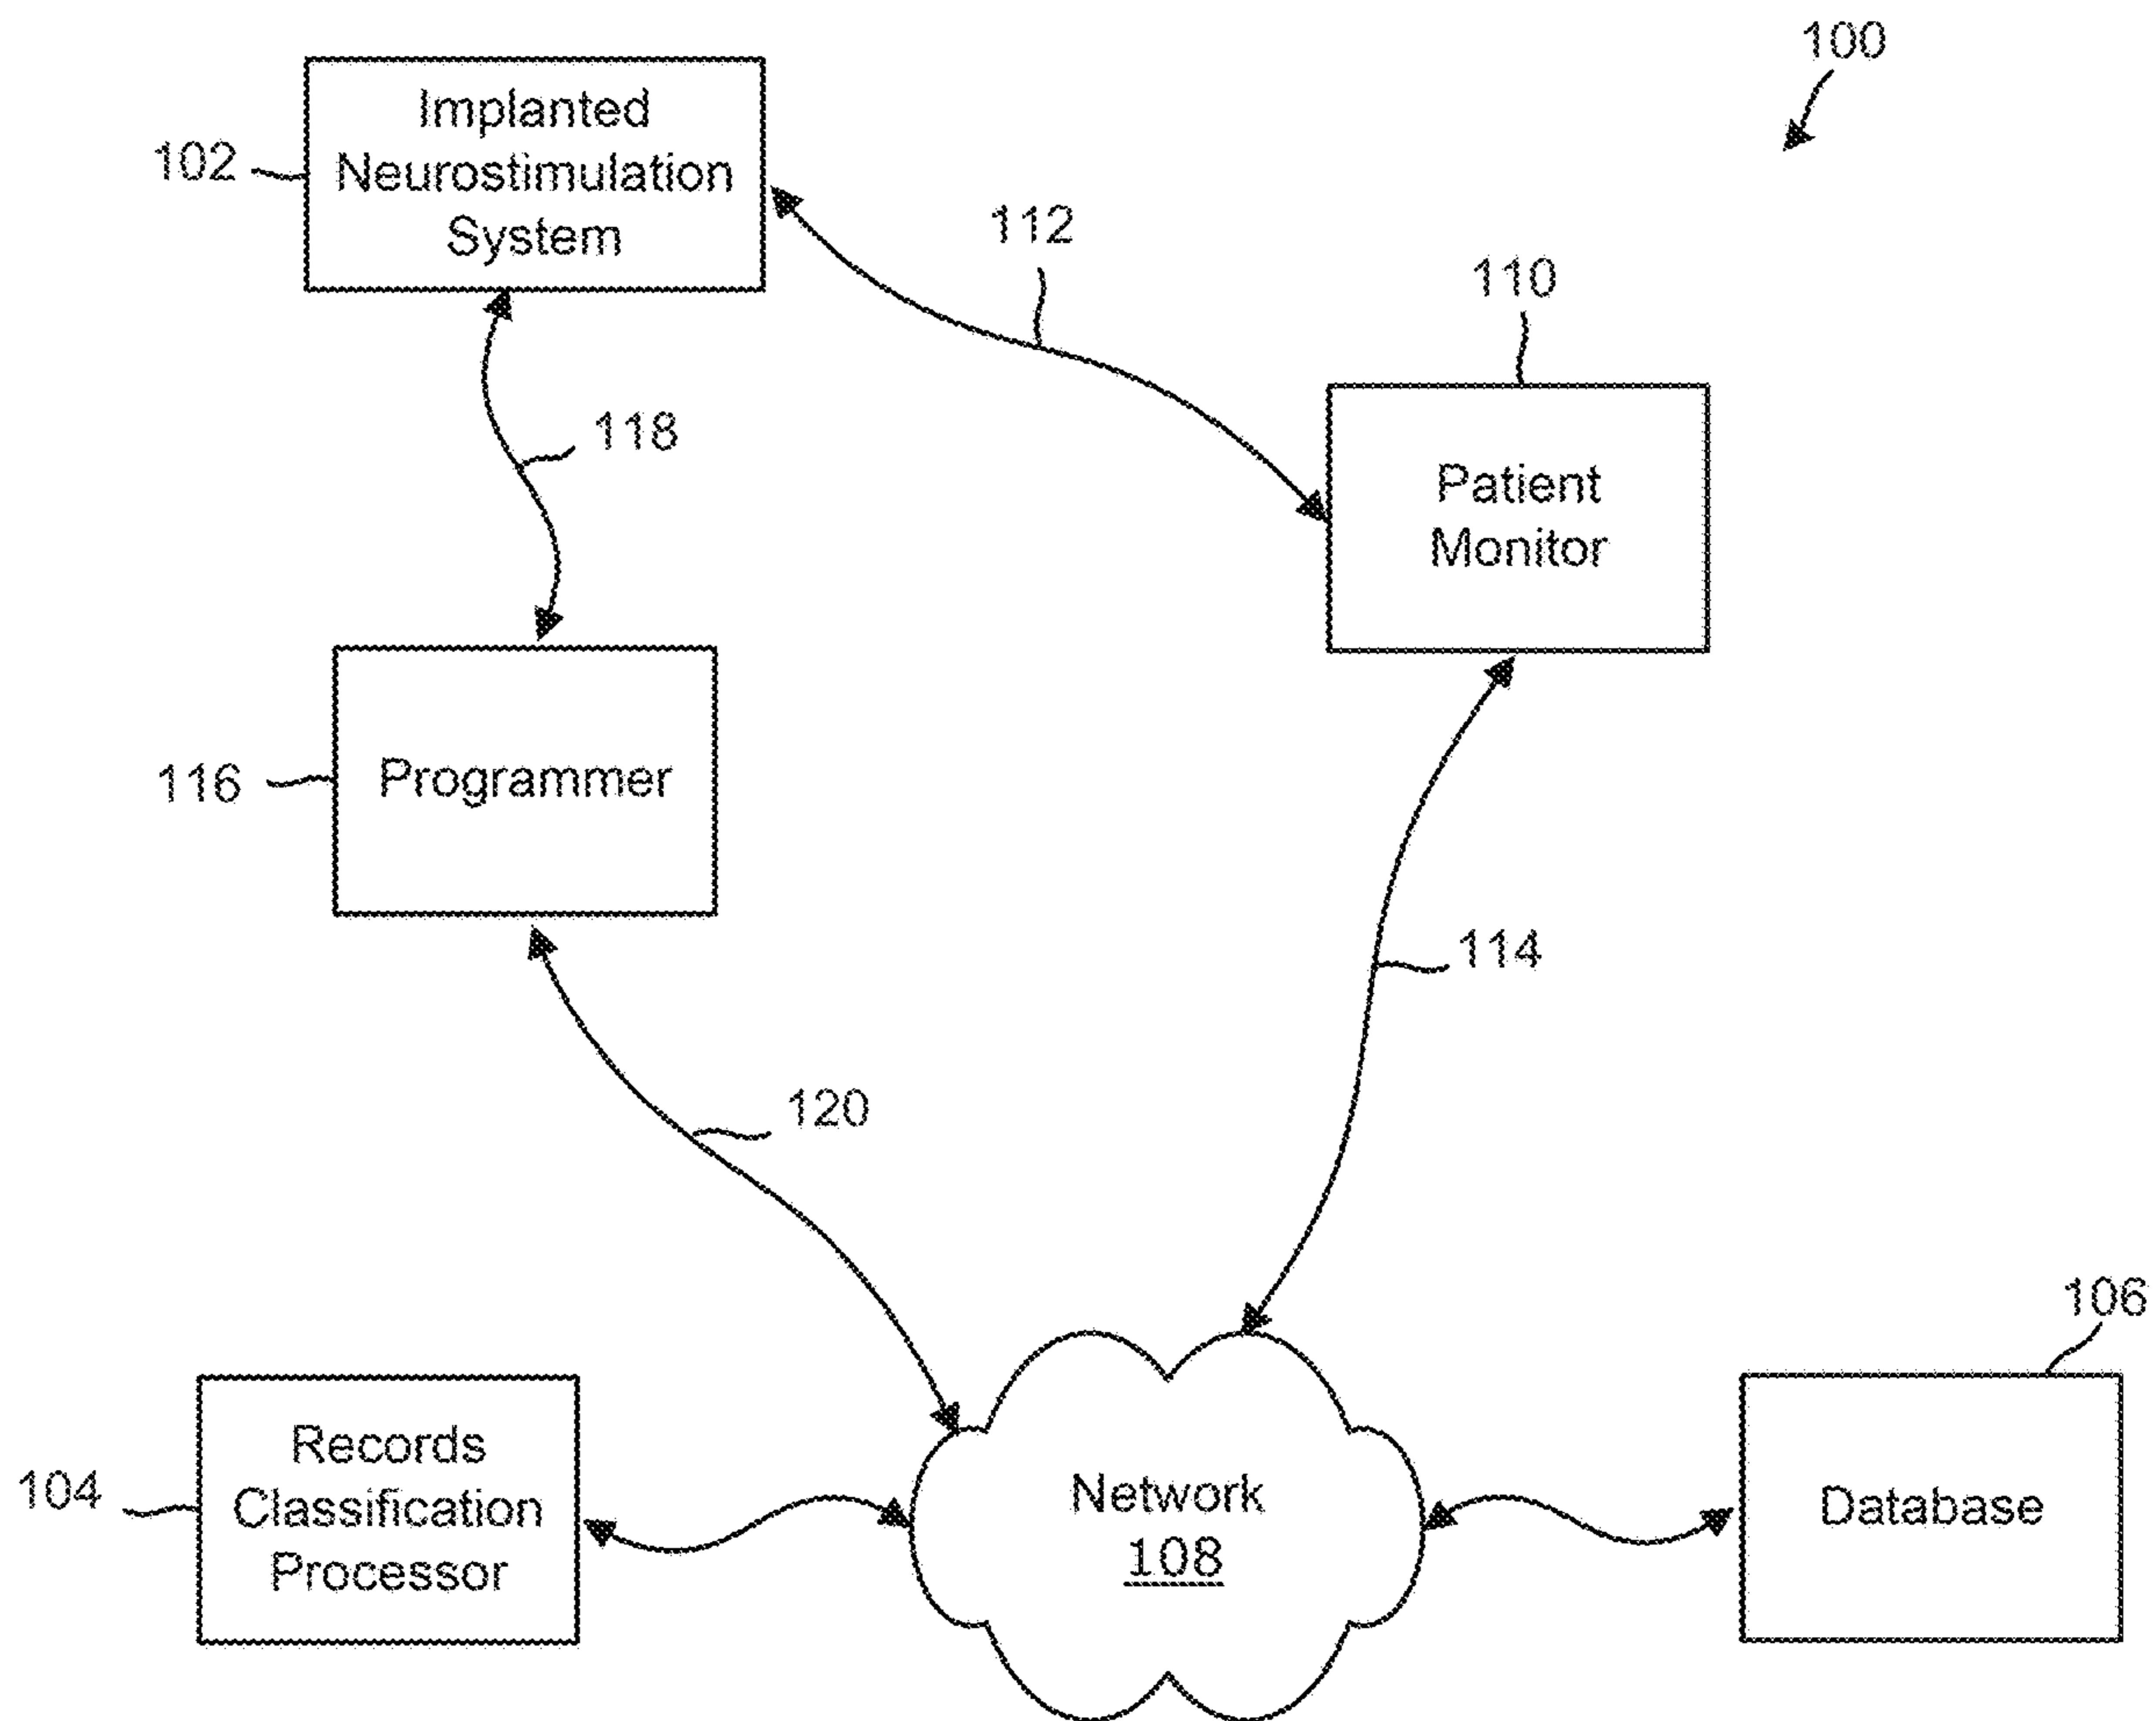 100
Implanted
Neurostimulation
System
102
112
110
118
Patient
Monitor
116
Programmer
114
120
106
104
Records
Classification
Processor
Network
108
Database